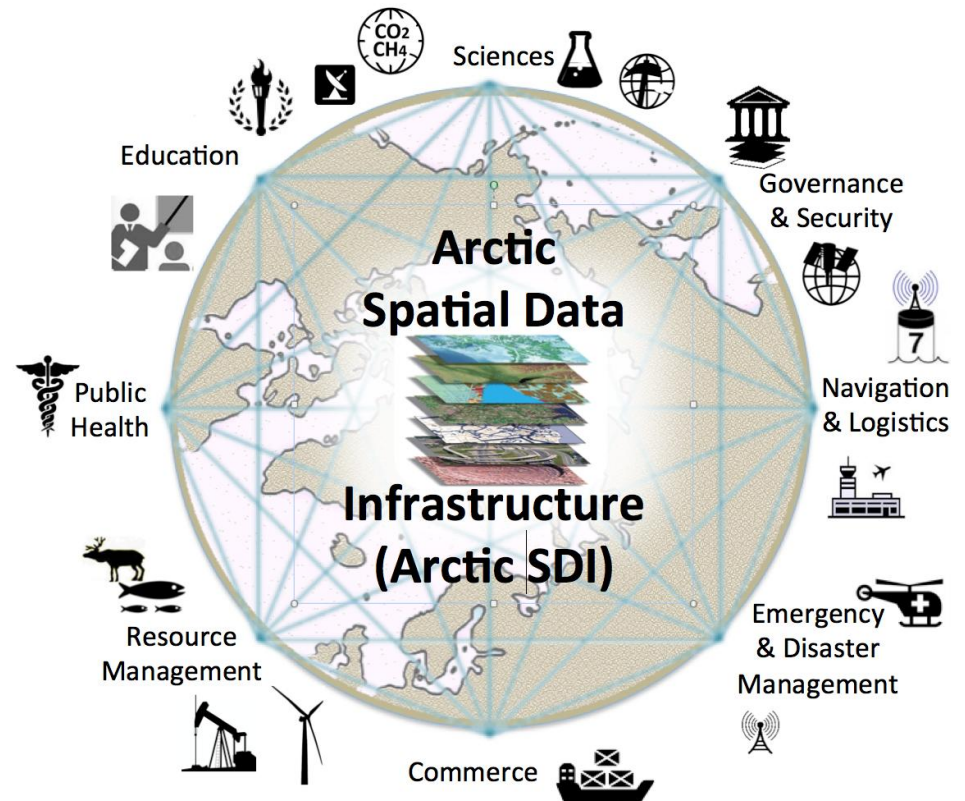 CO2
CH4
Sciences
Education
Governance
& Security
Arctic
Spatial Data
7
Public
Health
Navigation
& Logistics
Infrastructure
(Arctic SDI)
Resource
Management
Emergency
& Disaster
Management
Commerce